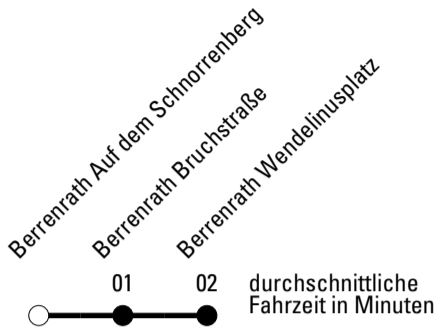 Berrenrath Auf dem Schnorrenberg
Berrenrath Bruchstraße
Berrenrath Wendelinusplatz
01 02 durchschnittliche
Fahrzeit in Minuten